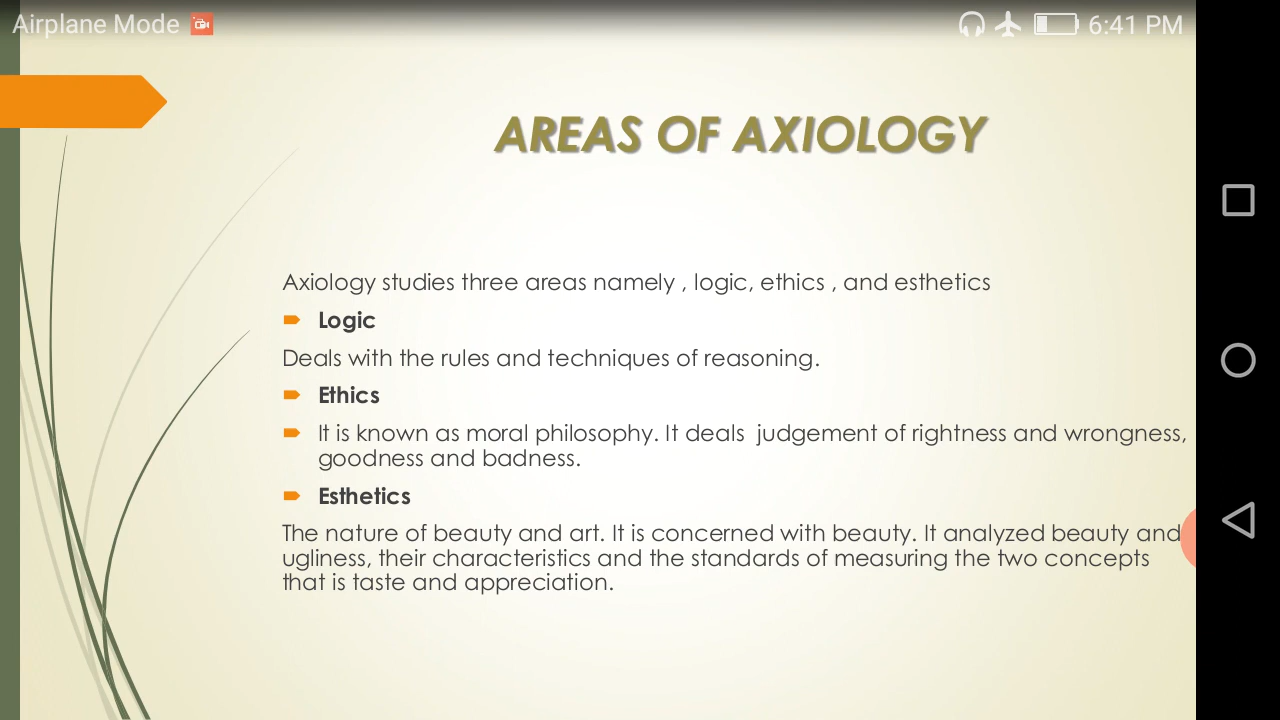 Airplane Mode
6:41 PM
AREAS OF AXIOLOGY
Axiology studies three areas namely , logic, ethics , and esthetics
Logic
Deals with the rules and techniques of reasoning.
Ethics
It is known as moral philosophy. It deals  judgement of rightness and wrongness,
goodness and badness.
Esthetics
The nature of beauty and art. It is concerned with beauty. It analyzed beauty and
ugliness, their characteristics and the standards of measuring the two concepts
that is taste and appreciation.